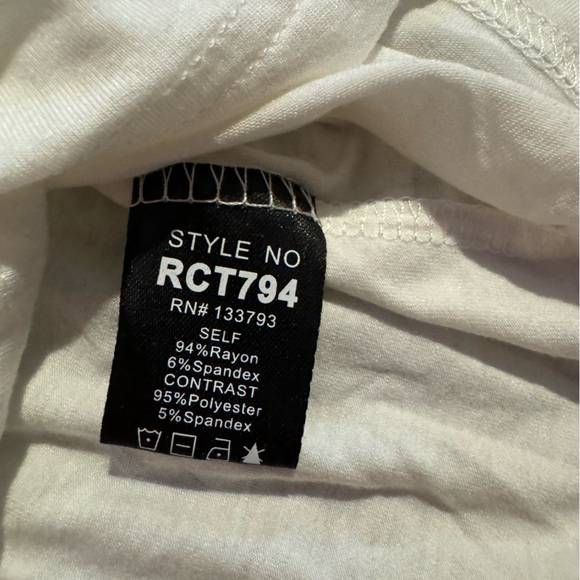 STYLE NO
RCT794
RN# 133793
SELF
94%Rayon
6%Spandex
CONTRAST
95%Polyester
5%Spandex